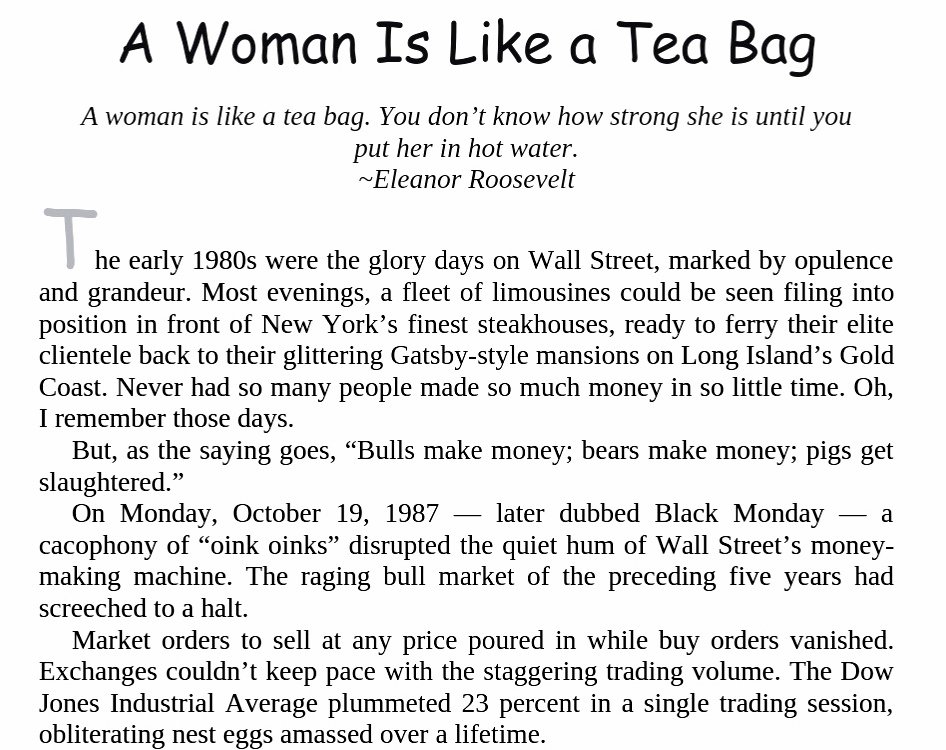 A Woman Is Like a Tea Bag
A woman is like a tea bag. You don’t know how strong she is until you
put her in hot water.
~Eleanor Roosevelt
The early 1980s were the glory days on Wall Street, marked by opulence
and grandeur. Most evenings, a fleet of limousines could be seen filing into
position in front of New York’s finest steakhouses, ready to ferry their elite
clientele back to their glittering Gatsby-style mansions on Long Island’s Gold
Coast. Never had so many people made so much money in so little time. Oh,
I remember those days.
But, as the saying goes, “Bulls make money; bears make money; pigs get
slaughtered.”
On Monday, October 19, 1987 — later dubbed Black Monday — a
cacophony of “oink oinks” disrupted the quiet hum of Wall Street’s money-
making machine. The raging bull market of the preceding five years had
screeched to a halt.
Market orders to sell at any price poured in while buy orders vanished.
Exchanges couldn’t keep pace with the staggering trading volume. The Dow
Jones Industrial Average plummeted 23 percent in a single trading session,
obliterating nest eggs amassed over a lifetime.